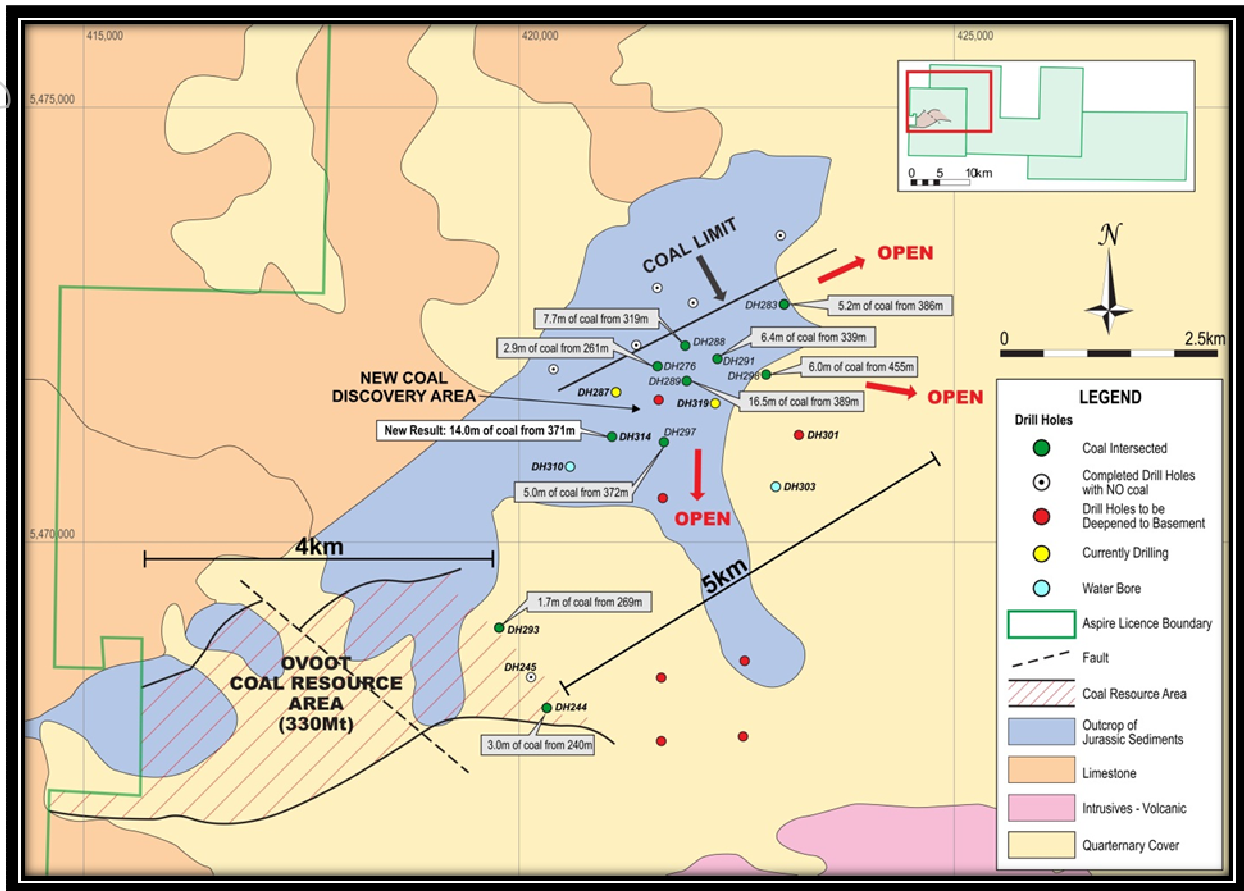 415,000
420,000
425,000
5,475,000
0 5 10km
COAL LIMIT
OPEN
N
DH283
5.2m of coal from 386m
7.7m of coal from 319m
DH288
6.4m of coal from 339m
0 2.5km
2.9m of coal from 261m
DH291
DH276
6.0m of coal from 455m
DH289
DH298
NEW COAL
DISCOVERY AREA
DH287
DH319
16.5m of coal from 389m
OPEN
New Result: 14.0m of coal from 371m
DH314
DH297
DH301
DH310
5.0m of coal from 372m
DH303
OPEN
5,470,000
4km
5km
1.7m of coal from 269m
DH293
DH245
OVOOT
COAL RESOURCE
AREA
(330Mt)
DH244
3.0m of coal from 240m
LEGEND
Drill Holes
Coal Intersected
Completed Drill Holes
with NO coal
Drill Holes to be
Deepened to Basement
Currently Drilling
Water Bore
Aspire Licence Boundary
Fault
Coal Resource Area
Outcrop of
Jurassic Sediments
Limestone
Intrusives - Volcanic
Quaternary Cover